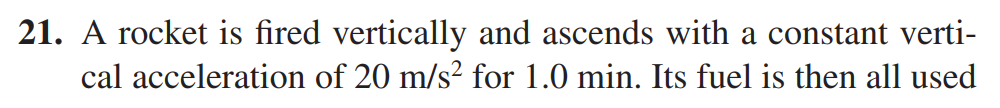 21. A rocket is fired vertically and ascends with a constant verti-
cal acceleration of 20 m/s² for 1.0 min. Its fuel is then all used